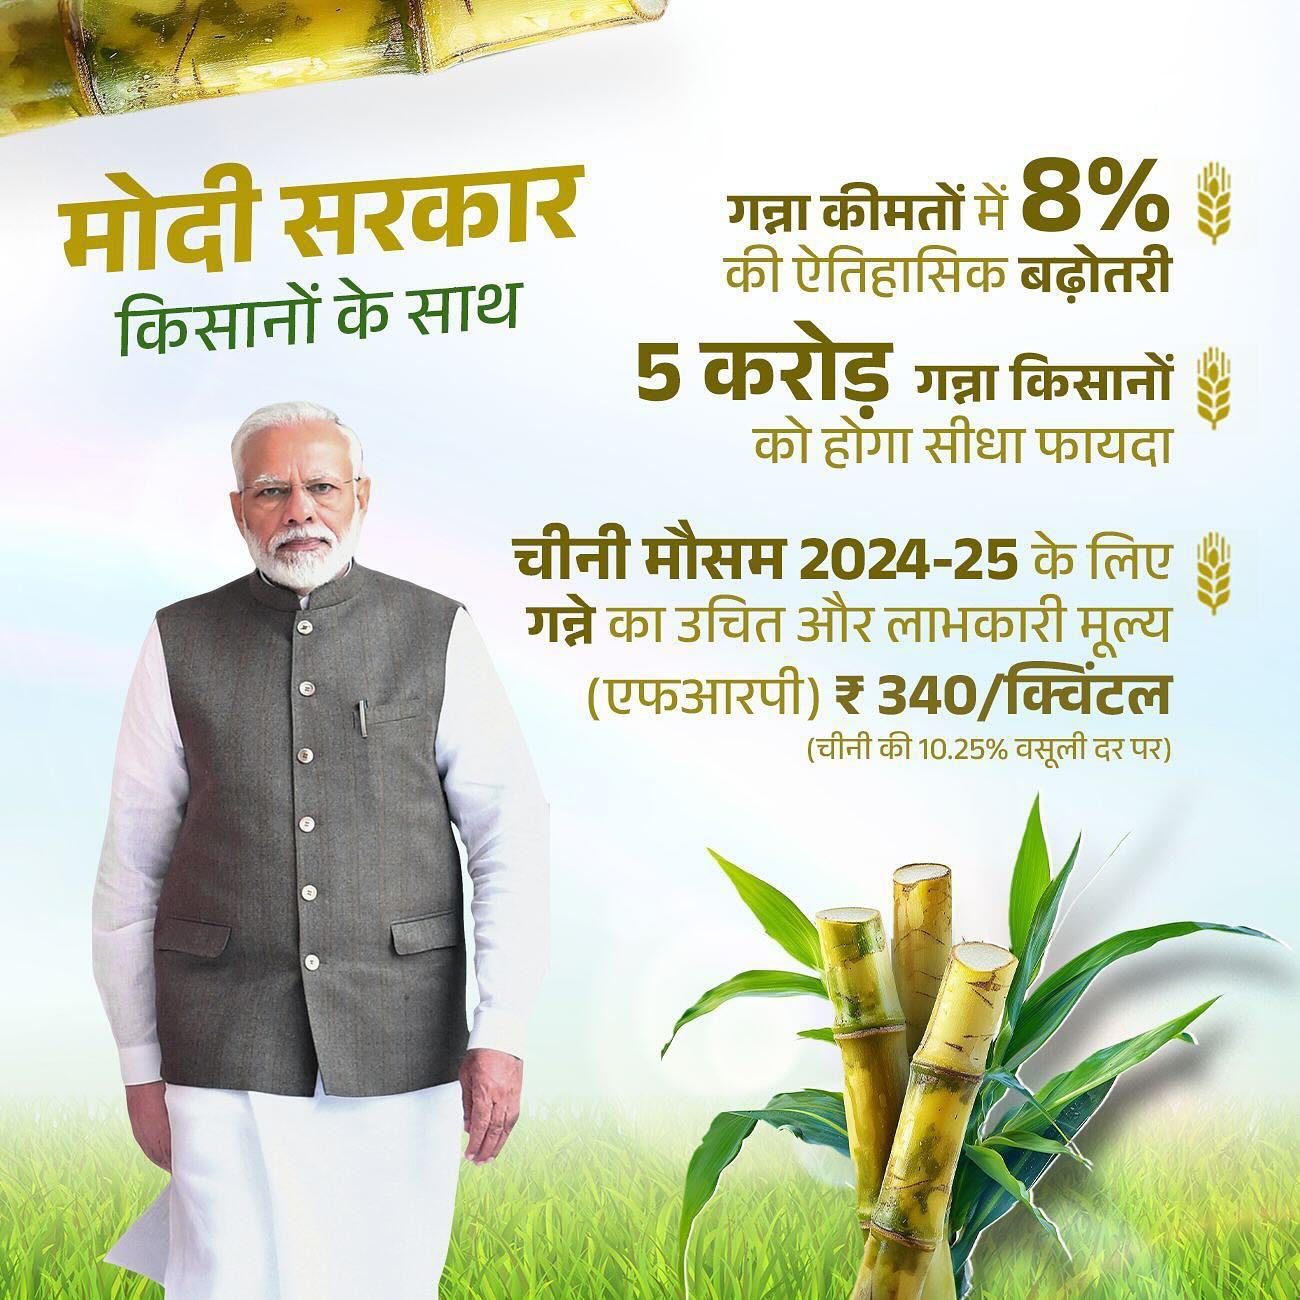 मोदी सरकार
किसानों के साथ
गन्ना कीमतों में 8%
की ऐतिहासिक बढ़ोतरी
5 करोड़ गन्ना किसानों
को होगा सीधा फायदा
चीनी मौसम 2024-25 के लिए
गन्ने का उचित और लाभकारी मूल्य
(एफआरपी) ₹ 340/क्विंटल
(चीनी की 10.25% वसूली दर पर)